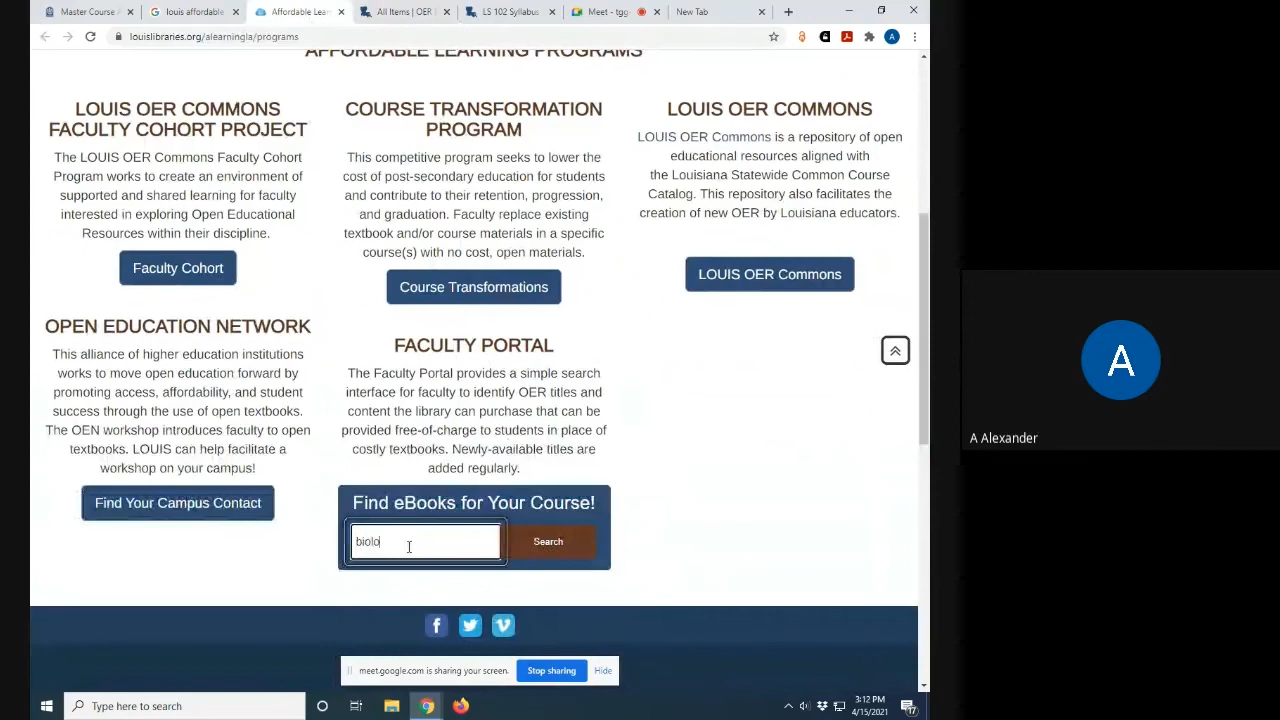 Master Course A
louis affordable
Affordable Lear
All Items | OER
LS 102 Syllabus
Meet - tgg-
New Tab
louislibraries.org/alearningla/programs
A
AFFORDABLE LEARNING PROGRAMS
LOUIS OER COMMONS
FACULTY COHORT PROJECT
The LOUIS OER Commons Faculty Cohort
Program works to create an environment of
supported and shared learning for faculty
interested in exploring Open Educational
Resources within their discipline.
Faculty Cohort
COURSE TRANSFORMATION
PROGRAM
This competitive program seeks to lower the
cost of post-secondary education for students
and contribute to their retention, progression,
and graduation. Faculty replace existing
textbook and/or course materials in a specific
course(s) with no cost, open materials.
Course Transformations
LOUIS OER COMMONS
LOUIS OER Commons is a repository of open
educational resources aligned with
the Louisiana Statewide Common Course
Catalog. This repository also facilitates the
creation of new OER by Louisiana educators.
LOUIS OER Commons
OPEN EDUCATION NETWORK
This alliance of higher education institutions
works to move open education forward by
promoting access, affordability, and student
success through the use of open textbooks.
The OEN workshop introduces faculty to open
textbooks. LOUIS can help facilitate a
workshop on your campus!
Find Your Campus Contact
FACULTY PORTAL
The Faculty Portal provides a simple search
interface for faculty to identify OER titles and
content the library can purchase that can be
provided free-of-charge to students in place of
costly textbooks. Newly-available titles are
added regularly.
Find eBooks for Your Course!
biolo
Search
meet.google.com is sharing your screen.
Stop sharing
Hide
Type here to search
3:12 PM
4/15/2021
17
A
A Alexander